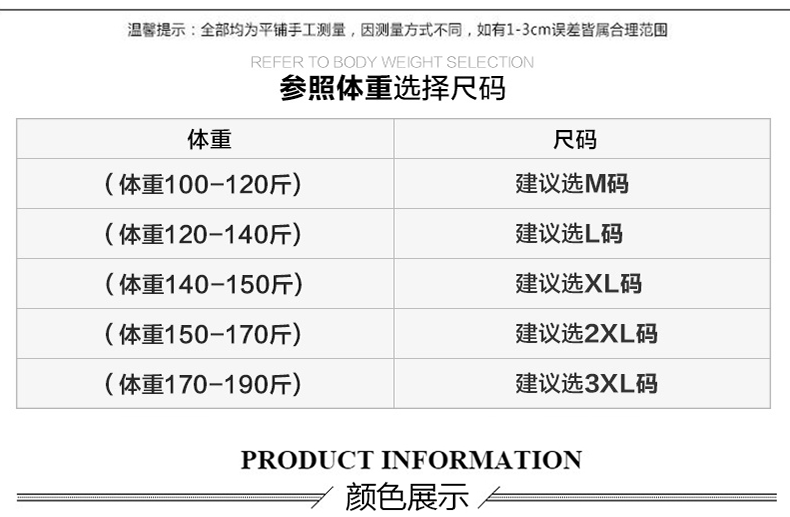 温馨提示：全部均为平铺手工测量，因测量方式不同，如有1-3cm误差皆属合理范围
REFER TO BODY WEIGHT SELECTION
参照体重选择尺码
体重 尺码
（体重100-120斤） 建议选M码
（体重120-140斤） 建议选L码
（体重140-150斤） 建议选XL码
（体重150-170斤） 建议选2XL码
（体重170-190斤） 建议选3XL码
PRODUCT INFORMATION
颜色展示